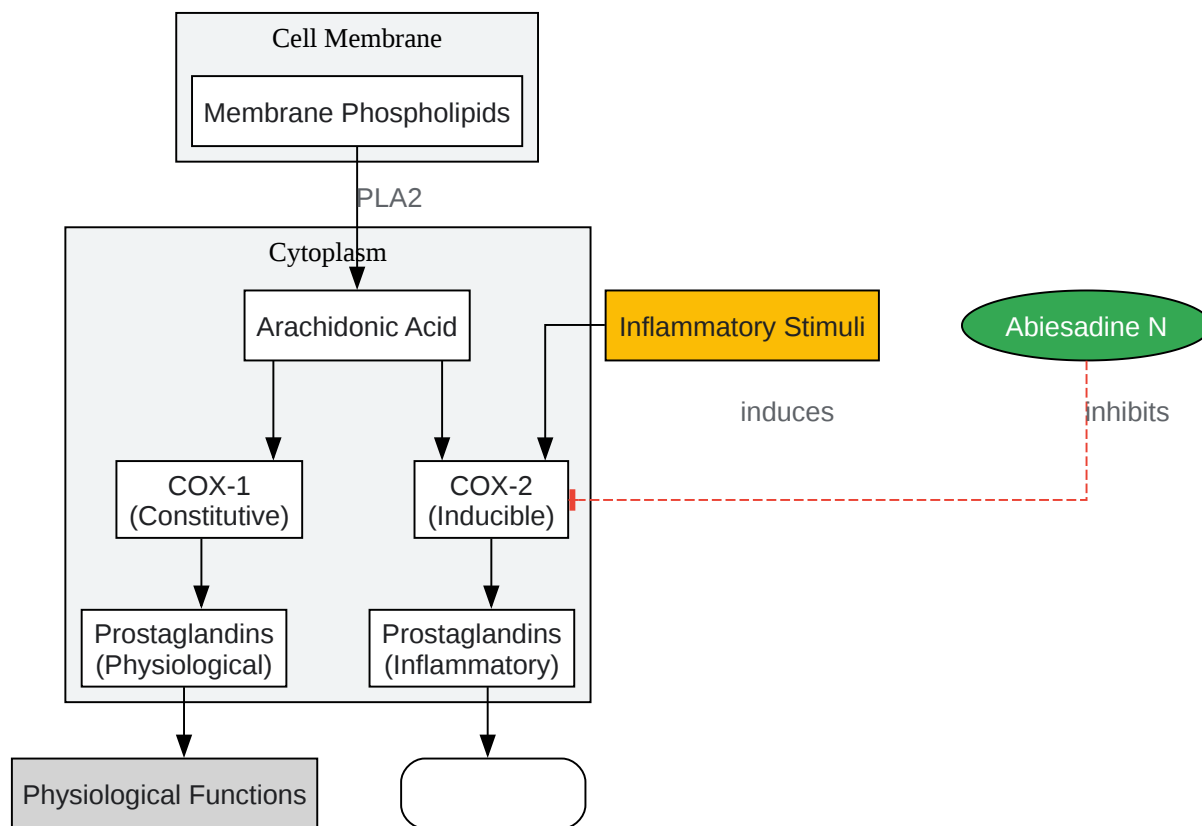 Cell Membrane
Membrane Phospholipids
PLA2
Cytoplasm
Arachidonic Acid
Inflammatory Stimuli
Abiesadine N
induces
inhibits
COX-1
(Constitutive)
COX-2
(Inducible)
Prostaglandins
(Physiological)
Prostaglandins
(Inflammatory)
Physiological Functions